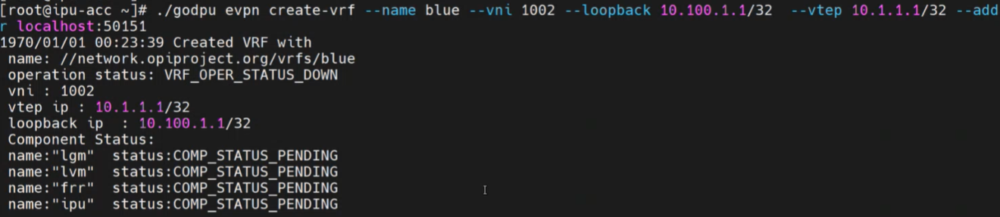 [root@ipu-acc ~]# ./godpu evpn create-vrf --name blue --vni 1002 --loopback 10.100.1.1/32  --vtep 10.1.1.1/32 --add
r localhost:50151
1970/01/01 00:23:39 Created VRF with
 name: //network.opiproject.org/vrfs/blue
 operation status: VRF_OPER_STATUS_DOWN
 vni : 1002
 vtep ip : 10.1.1.1/32
 loopback ip  : 10.100.1.1/32
 Component Status:
 name:"lgm"  status:COMP_STATUS_PENDING
 name:"lvm"  status:COMP_STATUS_PENDING
 name:"frr"  status:COMP_STATUS_PENDING
 name:"ipu"  status:COMP_STATUS_PENDING